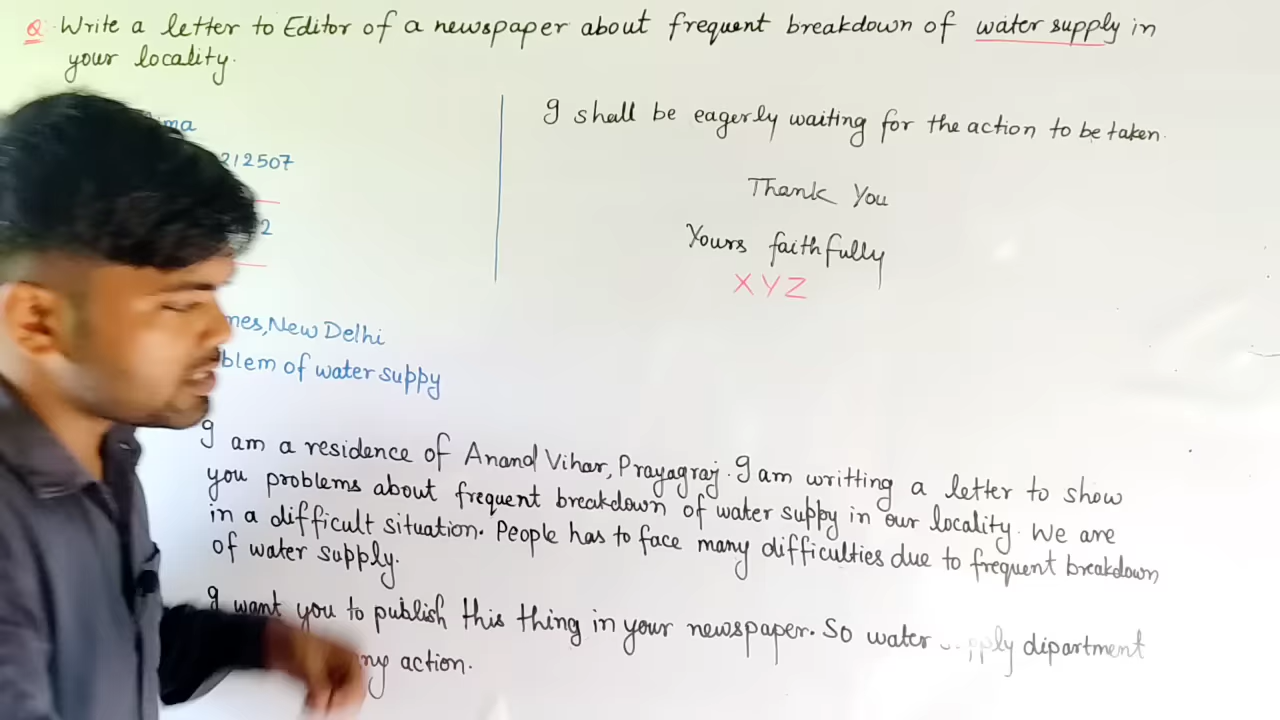 Q. Write a letter to Editor of a newspaper about frequent breakdown of water supply in
your locality.
212507
2
New Delhi
of water suppy
I am a residence of Anand Vihar, Prayagraj. I am writting a letter to show
you problems about frequent breakdown of water suppy in our locality. We are
in a difficult situation. People has to face many difficulties due to frequent breakdown
of water supply.
I want you to publish this thing in your newspaper. So water dipartment
action.
I shall be eagerly waiting for the action to be taken.
Thank You
Yours faithfully
XYZ